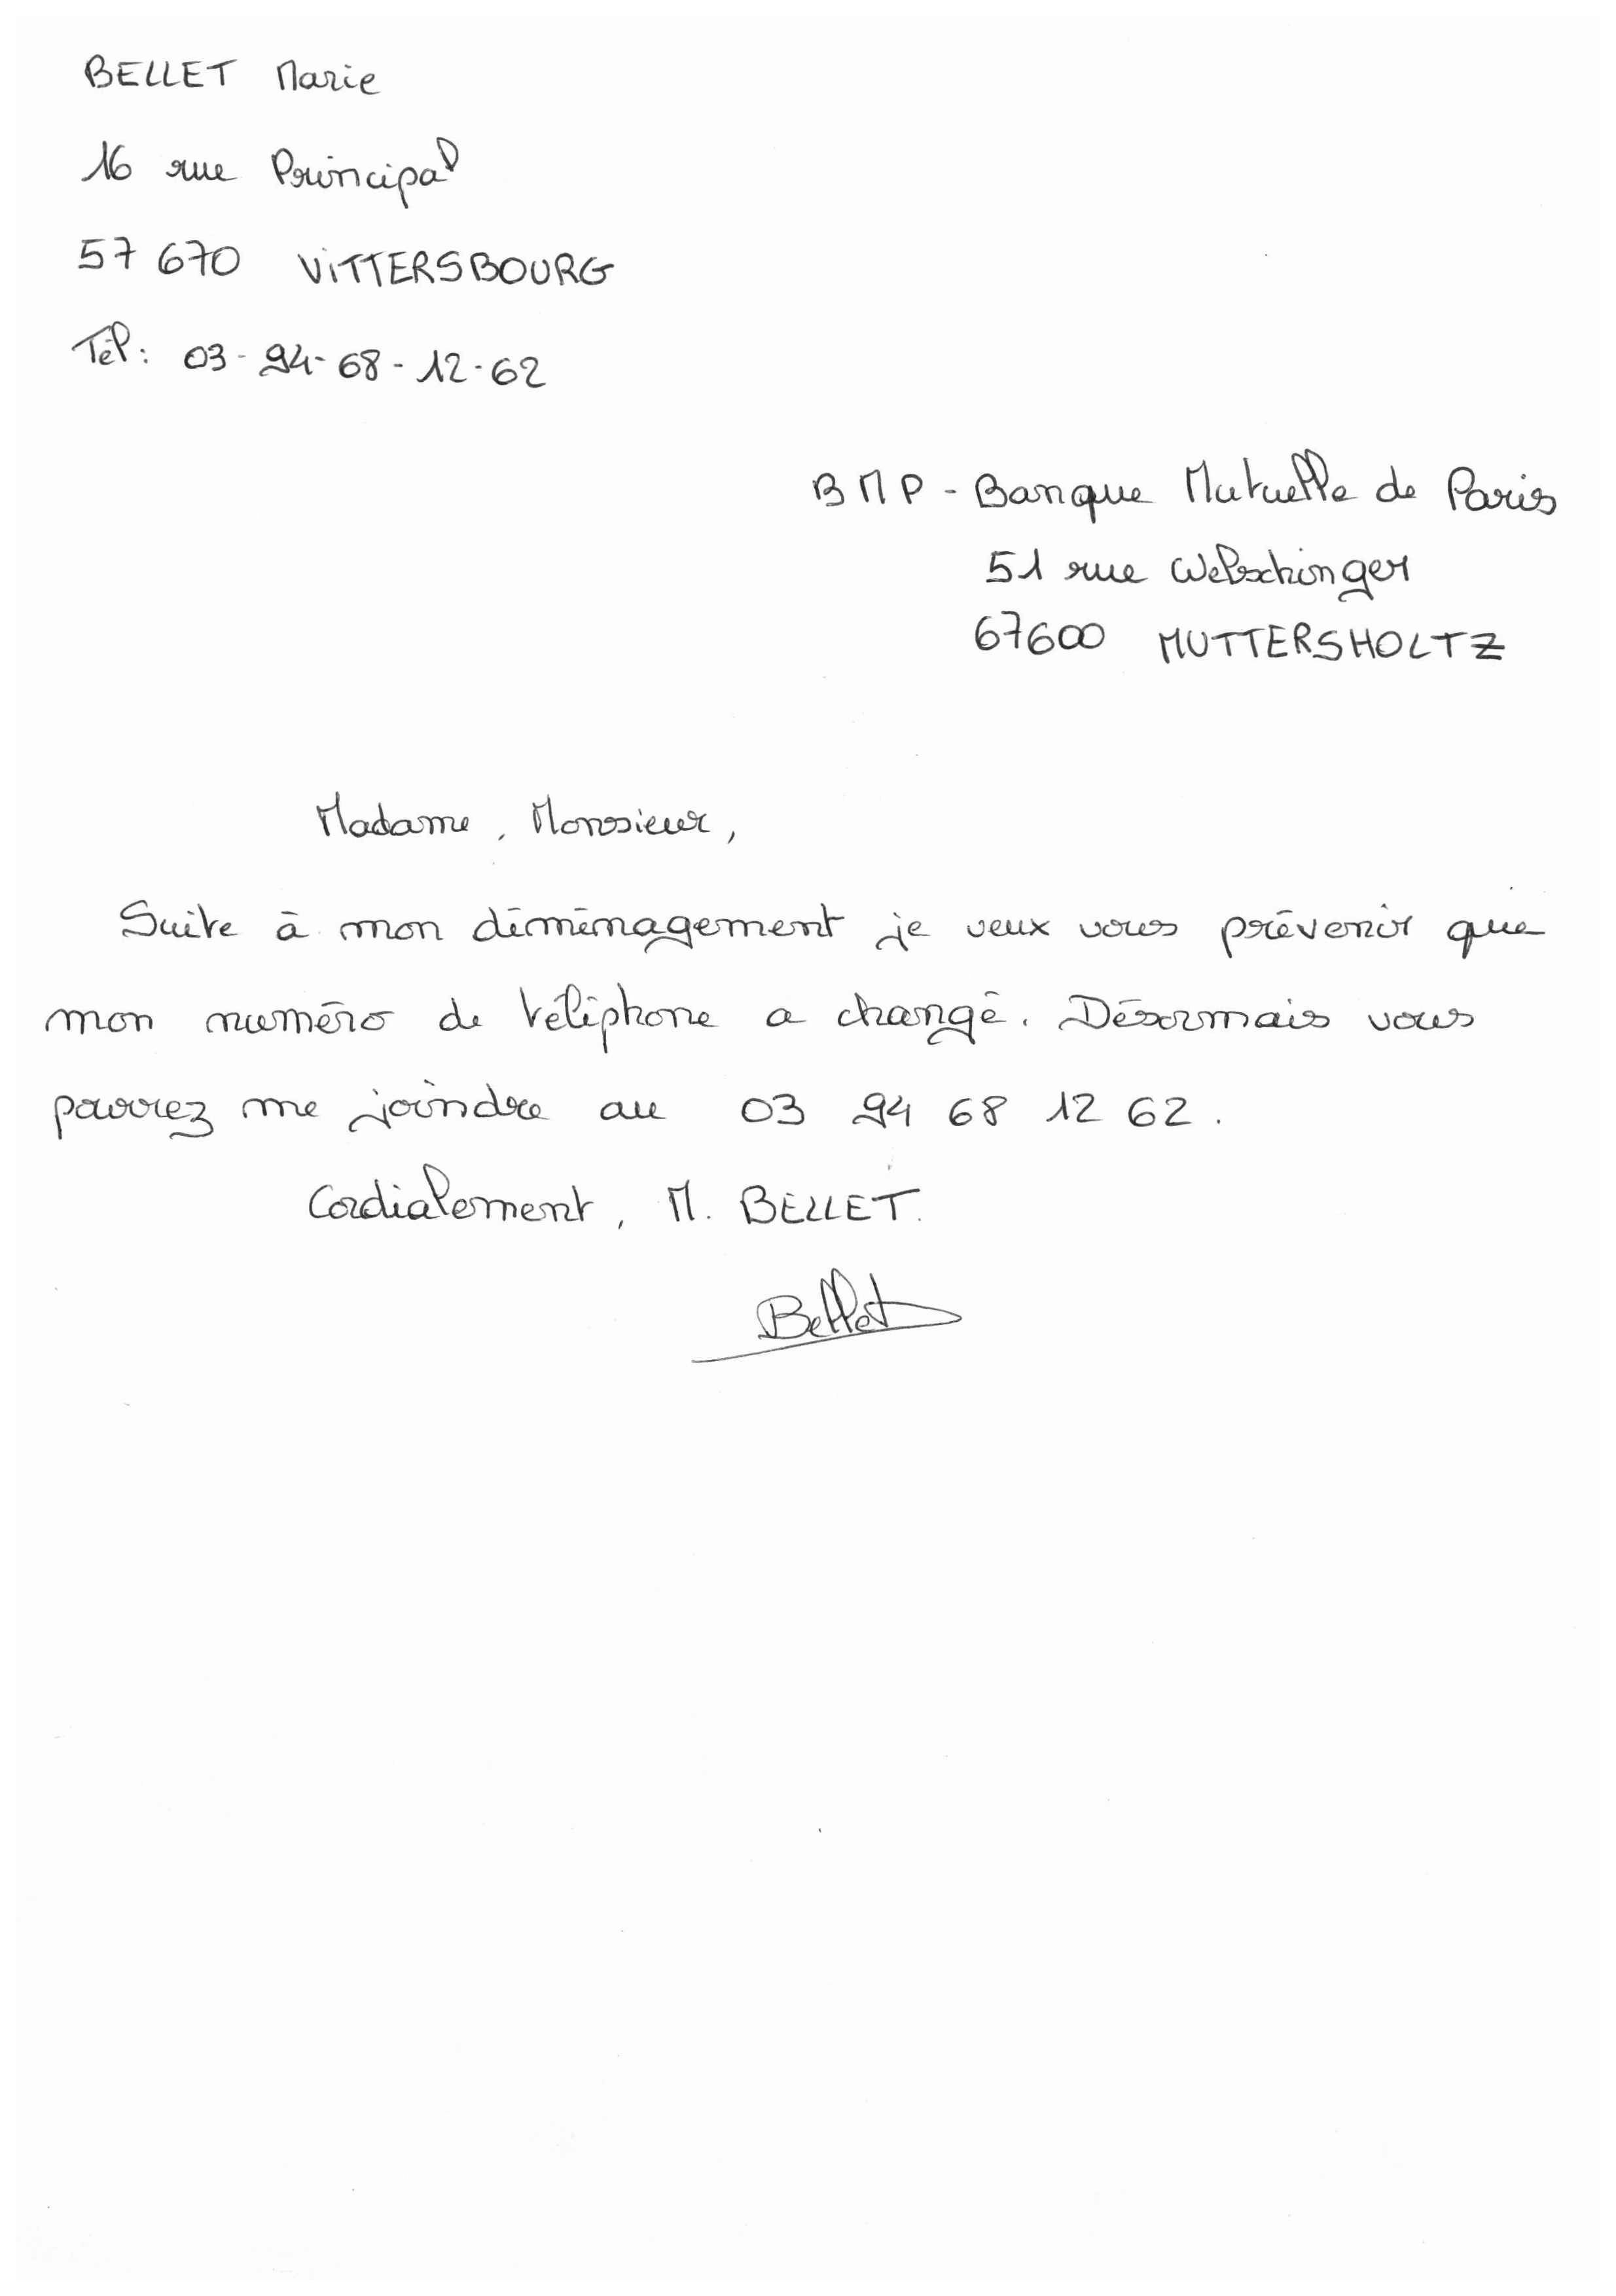 BELLET Marie
16 rue Principal
57 670 VITTERSBOURG
Tél : 03-94-68-12-62
BMP - Banque Mutuelle de Paris
51 rue Welschinger
67600 MUTTERSHOLTZ
Madame, Monsieur,
Suite à mon déménagement je veux vous prévenir que
mon numéro de téléphone a changé. Désormais vous
pourrez me joindre au 03 94 68 12 62.
Cordialement, M. BELLET.
Bellet